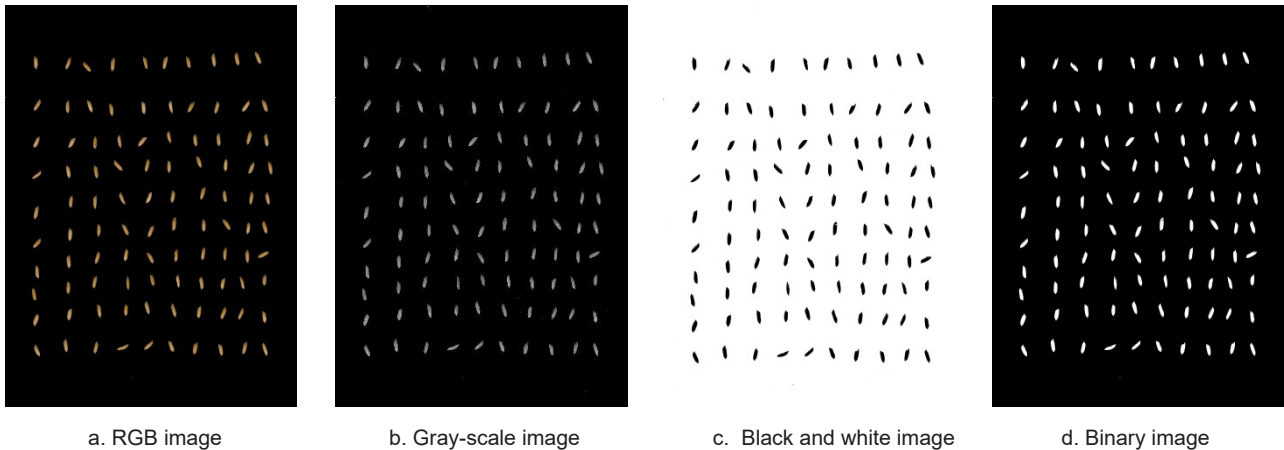 a. RGB image
b. Gray-scale image
c. Black and white image
d. Binary image